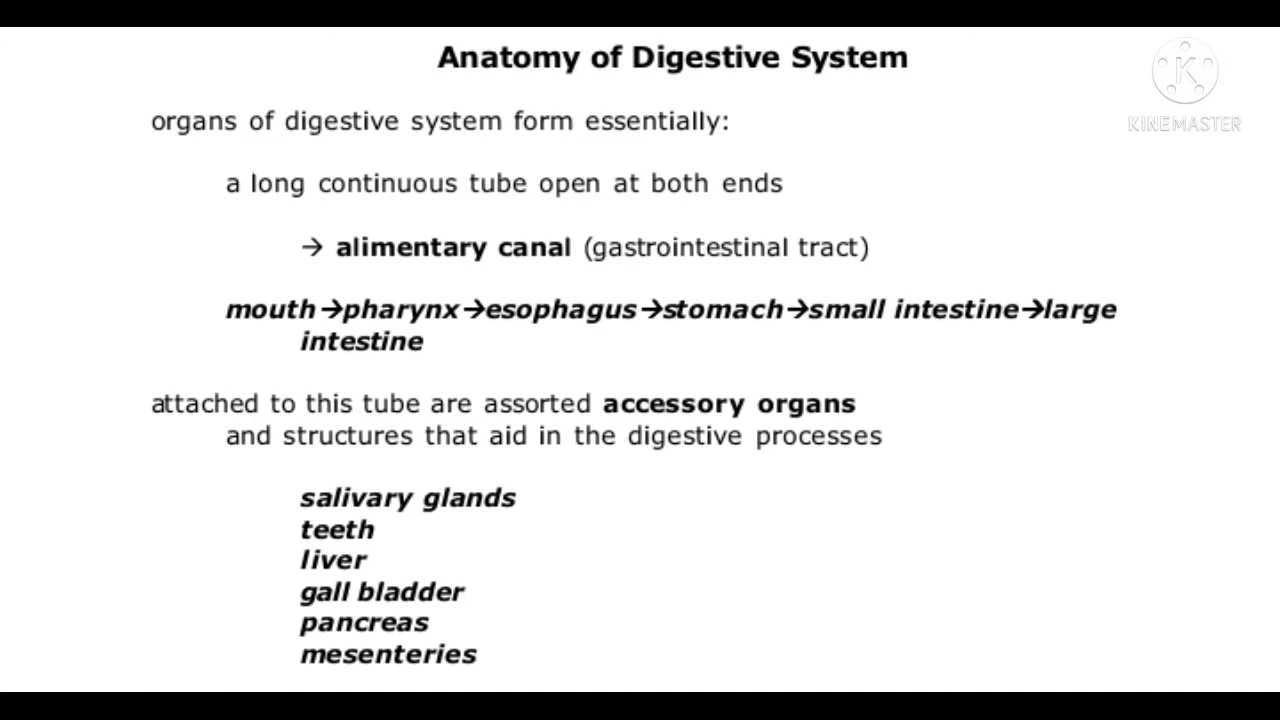 Anatomy of Digestive System
K
KINEMASTER
organs of digestive system form essentially:
a long continuous tube open at both ends
→ alimentary canal (gastrointestinal tract)
mouth→pharynx→esophagus→stomach→small intestine→large
intestine
attached to this tube are assorted accessory organs
and structures that aid in the digestive processes
salivary glands
teeth
liver
gall bladder
pancreas
mesenteries